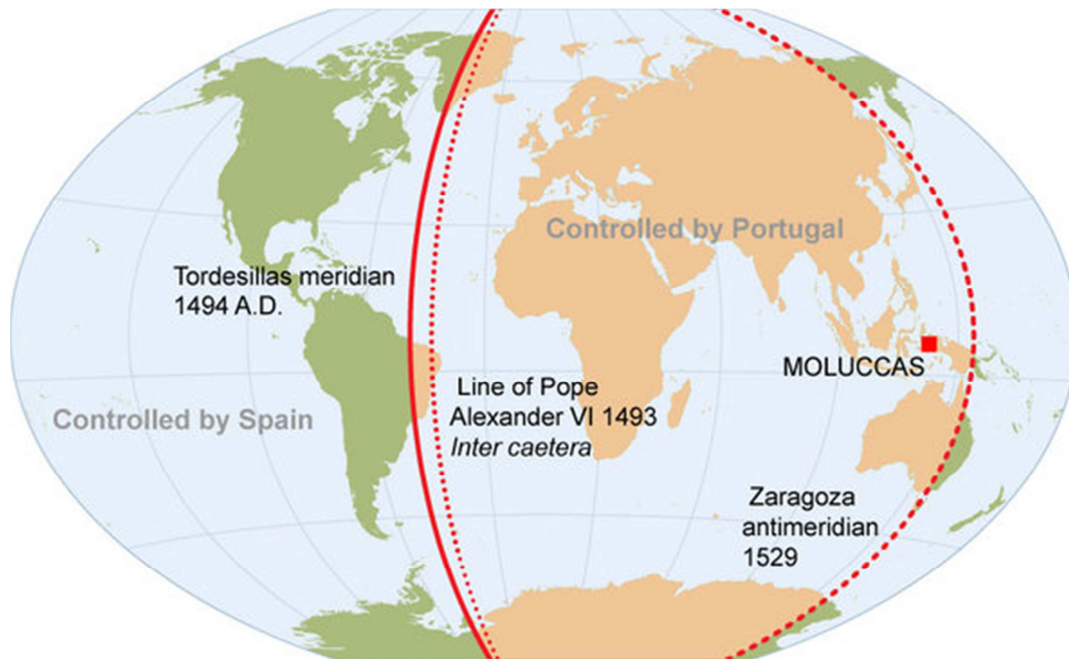 Controlled by Portugal
Tordesillas meridian
1494 A.D.
MOLUCCAS
Line of Pope
Alexander VI 1493
Inter caetera
Controlled by Spain
Zaragoza
antimeridian
1529